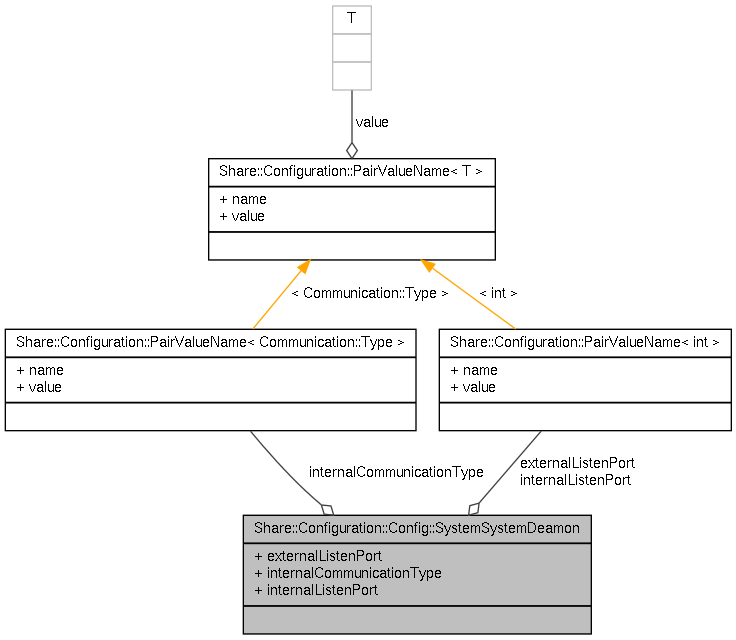 T
value
Share::Configuration::PairValueName< T >
+ name
+ value
< Communication::Type >
< int >
Share::Configuration::PairValueName< Communication::Type >
+ name
+ value
Share::Configuration::PairValueName< int >
+ name
+ value
internalCommunicationType
externalListenPort
internalListenPort
Share::Configuration::Config::SystemSystemDeamon
+ externalListenPort
+ internalCommunicationType
+ internalListenPort